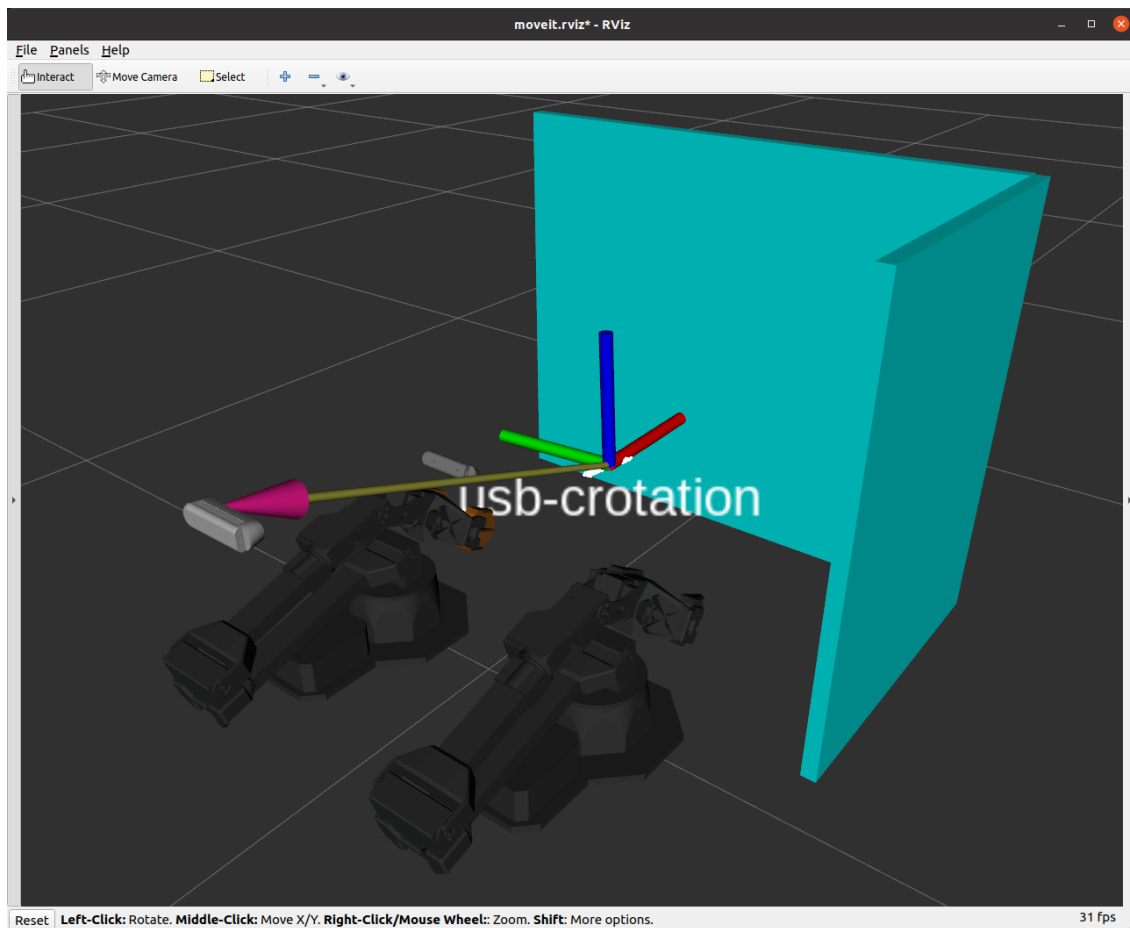 moveit.rviz* - RViz
File Panels Help
Interact Move Camera Select
usb-crotation
Reset Left-Click: Rotate. Middle-Click: Move X/Y. Right-Click/Mouse Wheel:: Zoom. Shift: More options. 31 fps